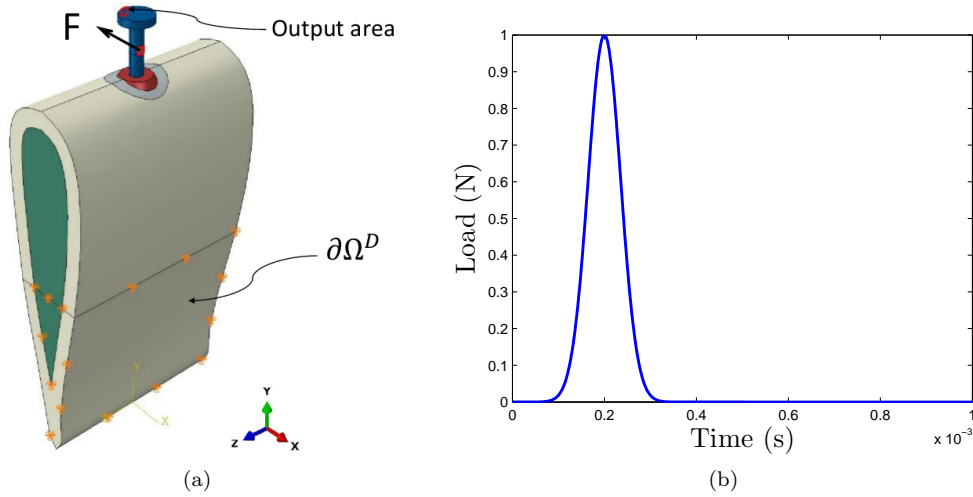 F
Output area
∂Ω^D
Y
X
Y
Z
X
(a)
Load (N)
1
0.9
0.8
0.7
0.6
0.5
0.4
0.3
0.2
0.1
0
0 0.2 0.4 0.6 0.8 1
Time (s)
x 10^-3
(b)